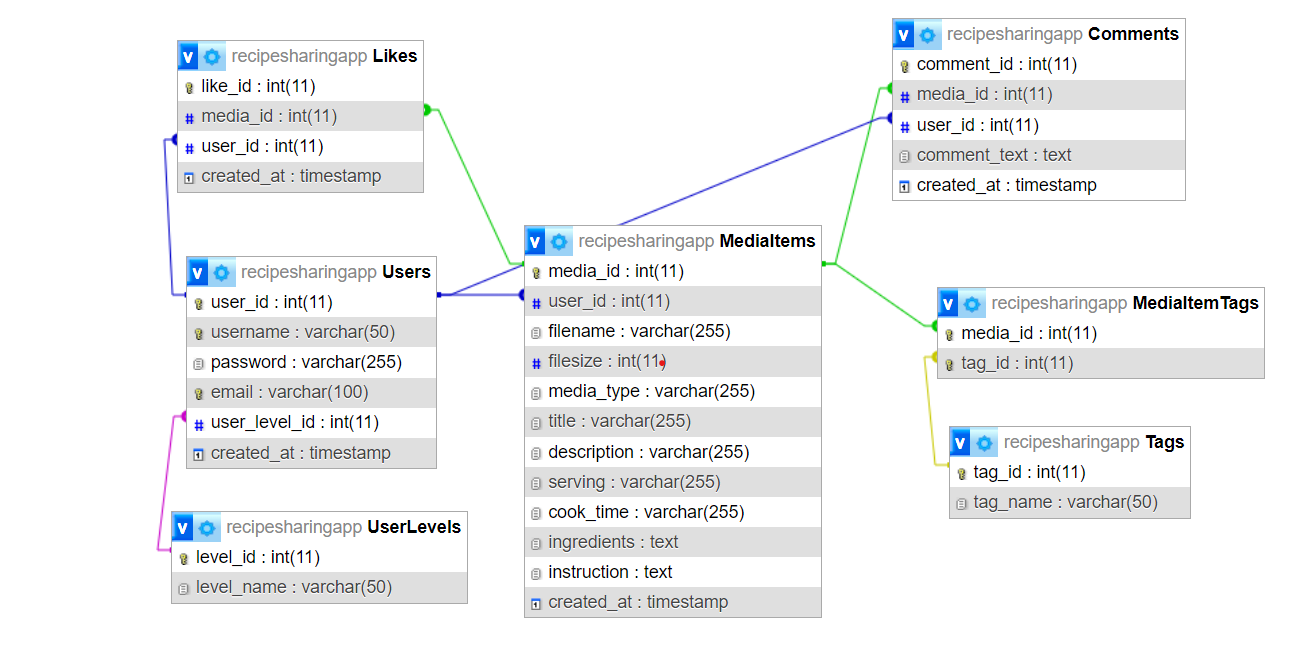 V recipesharingapp Likes
like_id : int(11)
# media_id : int(11)
# user_id : int(11)
created_at : timestamp
V recipesharingapp Users
user_id : int(11)
username : varchar(50)
password : varchar(255)
email : varchar(100)
# user_level_id : int(11)
created_at : timestamp
V recipesharingapp UserLevels
level_id : int(11)
level_name : varchar(50)
V recipesharingapp MediaItems
media_id : int(11)
# user_id : int(11)
filename : varchar(255)
# filesize : int(11)
media_type : varchar(255)
title : varchar(255)
description : varchar(255)
serving : varchar(255)
cook_time : varchar(255)
ingredients : text
instruction : text
created_at : timestamp
V recipesharingapp Comments
comment_id : int(11)
# media_id : int(11)
# user_id : int(11)
comment_text : text
created_at : timestamp
V recipesharingapp MediaItemTags
media_id : int(11)
tag_id : int(11)
V recipesharingapp Tags
tag_id : int(11)
tag_name : varchar(50)